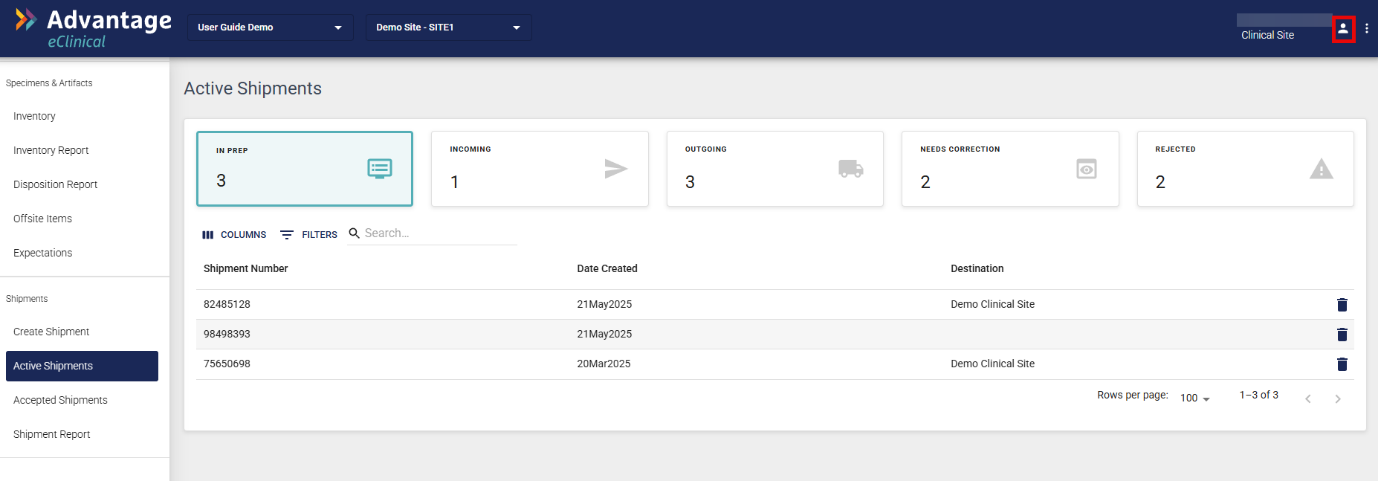 Advantage
eClinical
User Guide Demo
Demo Site - SITE1
Clinical Site
Specimens & Artifacts
Inventory
Inventory Report
Disposition Report
Offsite Items
Expectations
Shipments
Create Shipment
Active Shipments
Accepted Shipments
Shipment Report
Active Shipments
IN PREP
3
INCOMING
1
OUTGOING
3
NEEDS CORRECTION
2
REJECTED
2
COLUMNS FILTERS Search...
Shipment Number Date Created Destination
82485128 21May2025 Demo Clinical Site
98498393 21May2025
75650698 20Mar2025 Demo Clinical Site
Rows per page: 100 1–3 of 3